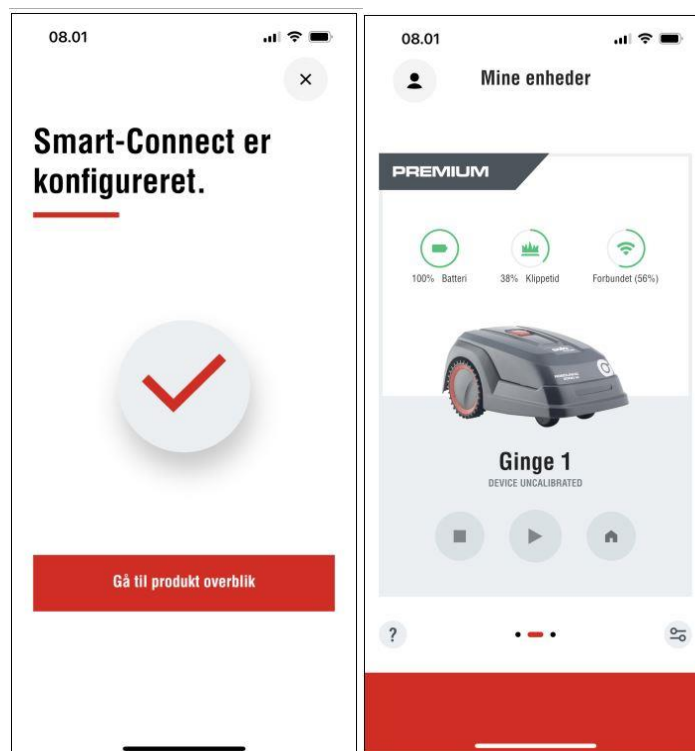 08.01
Smart-Connect er
konfigureret.
Gå til produkt overblik
08.01
Mine enheder
PREMIUM
100% Batteri
38% Klippetid
Forbundet (56%)
Ginge 1
DEVICE UNCALIBRATED
?